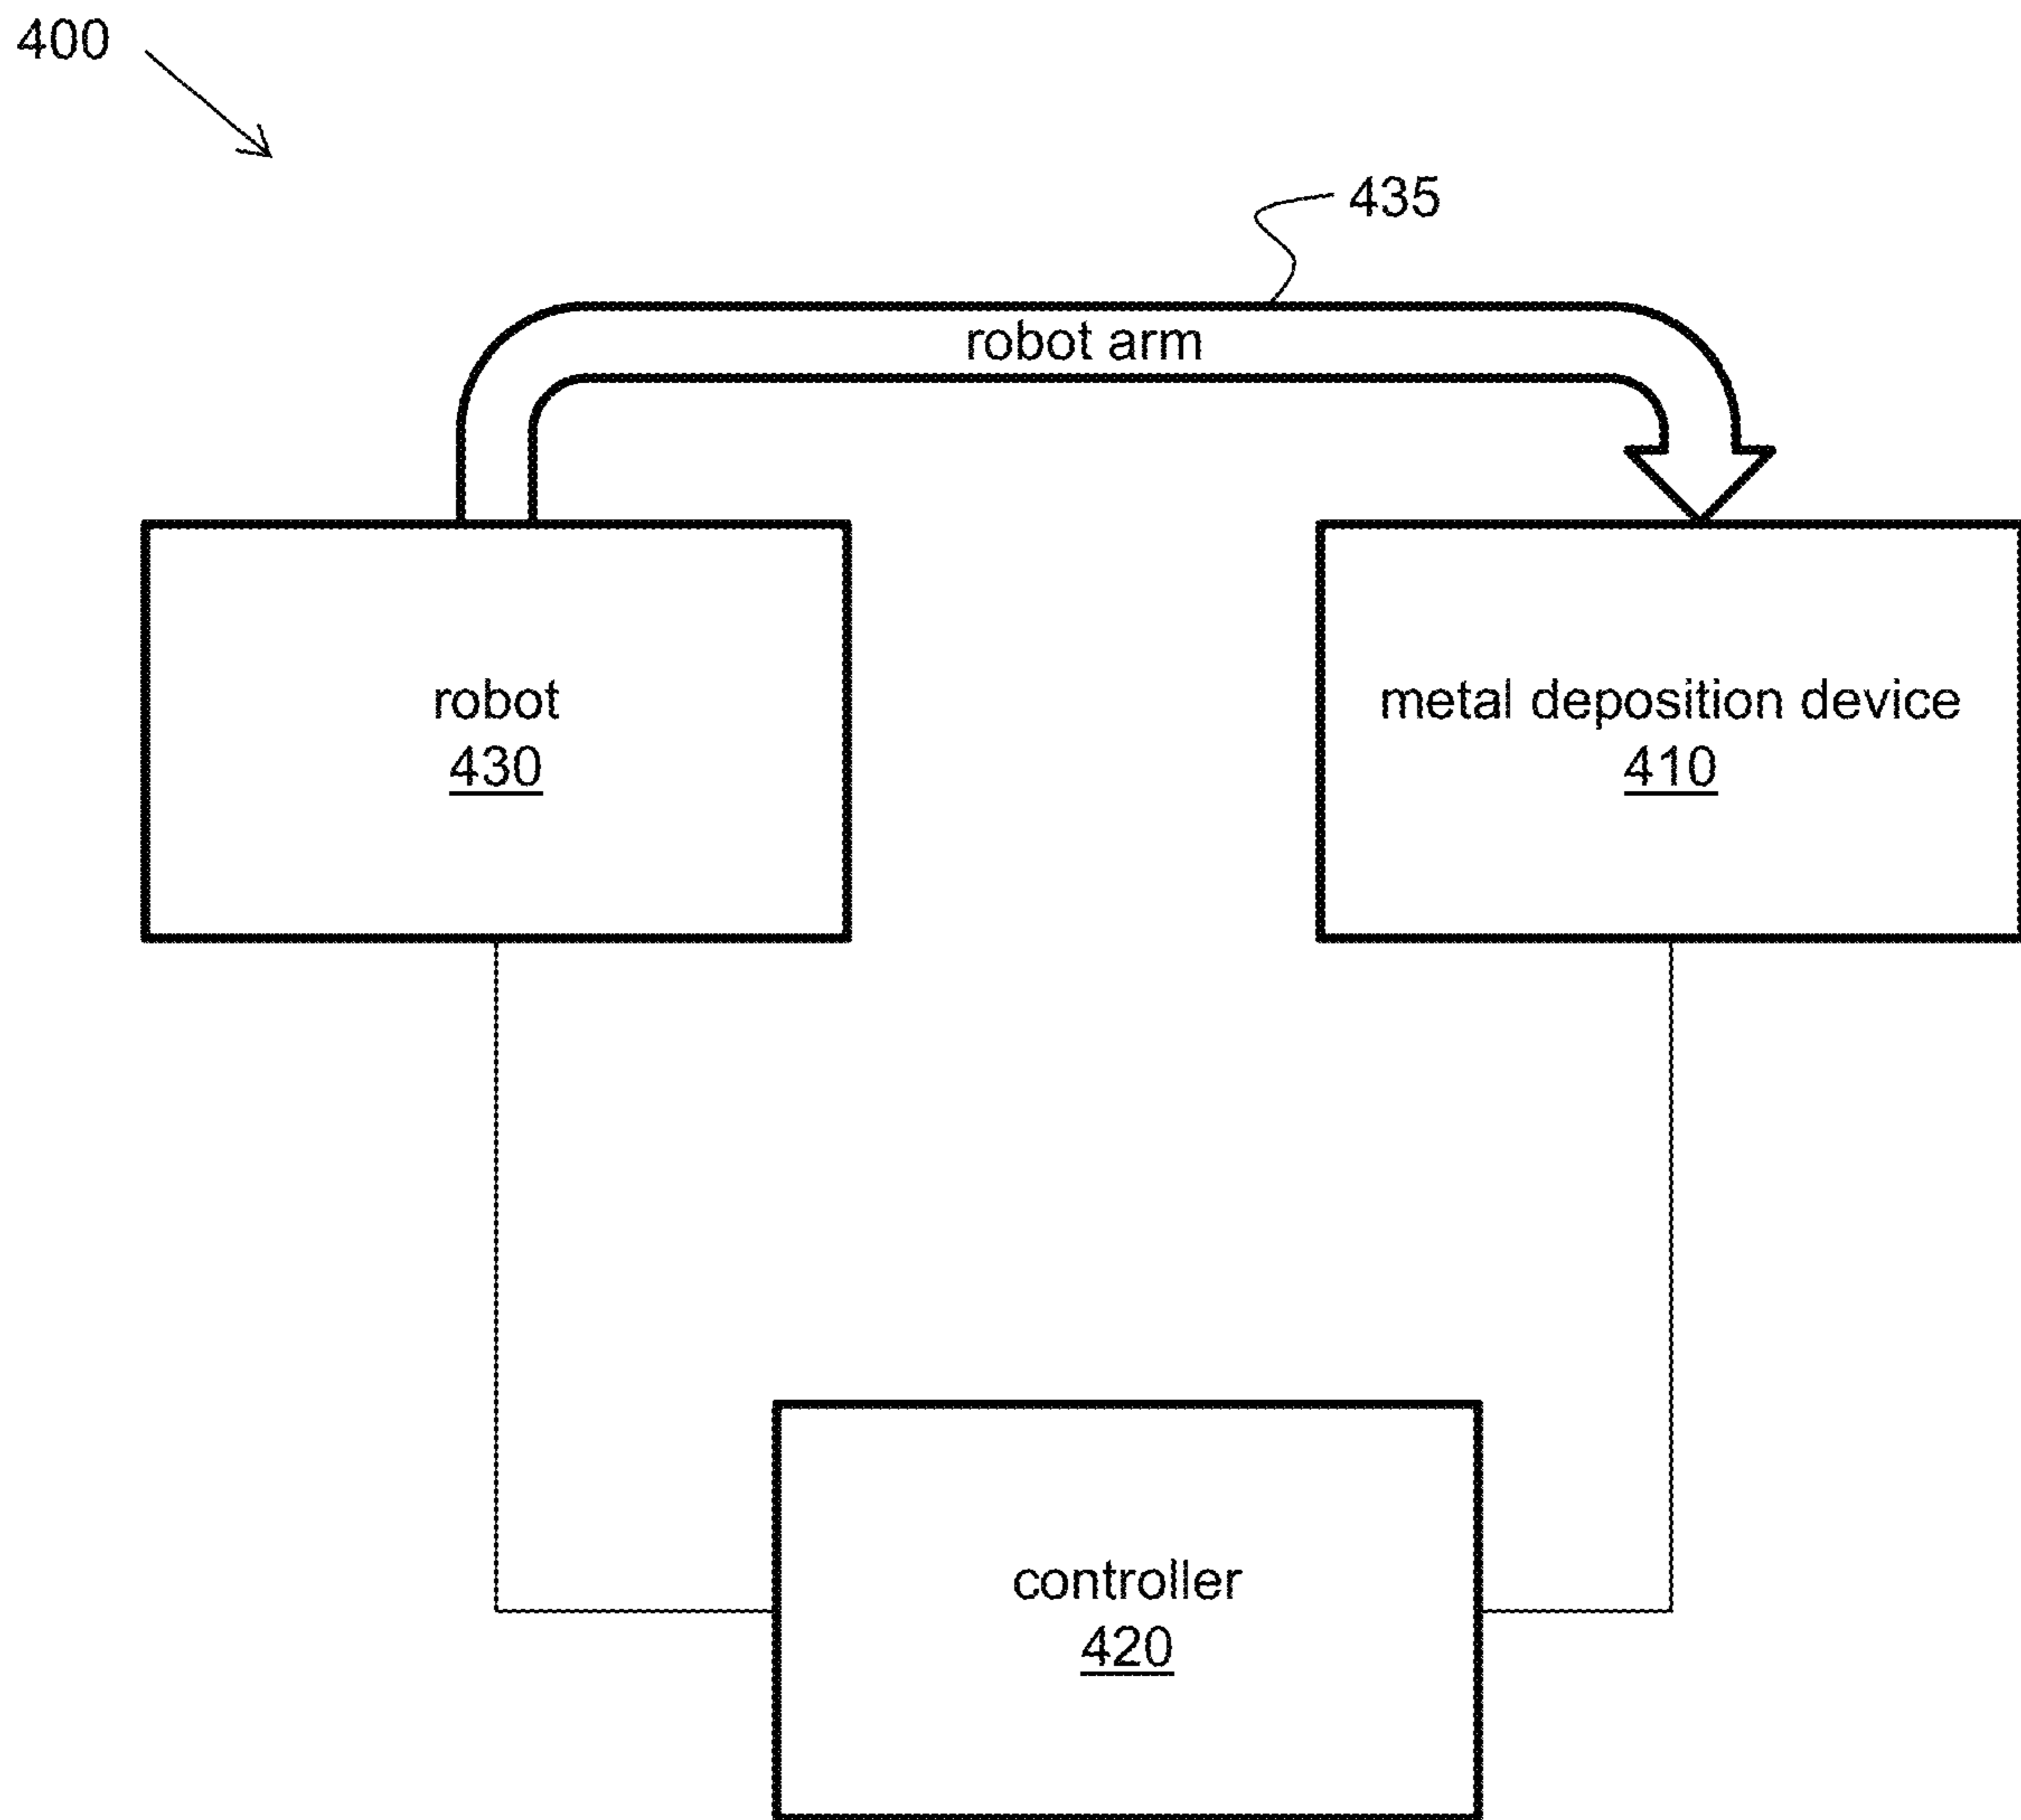 400
435
robot arm
robot
430
metal deposition device
410
controller
420